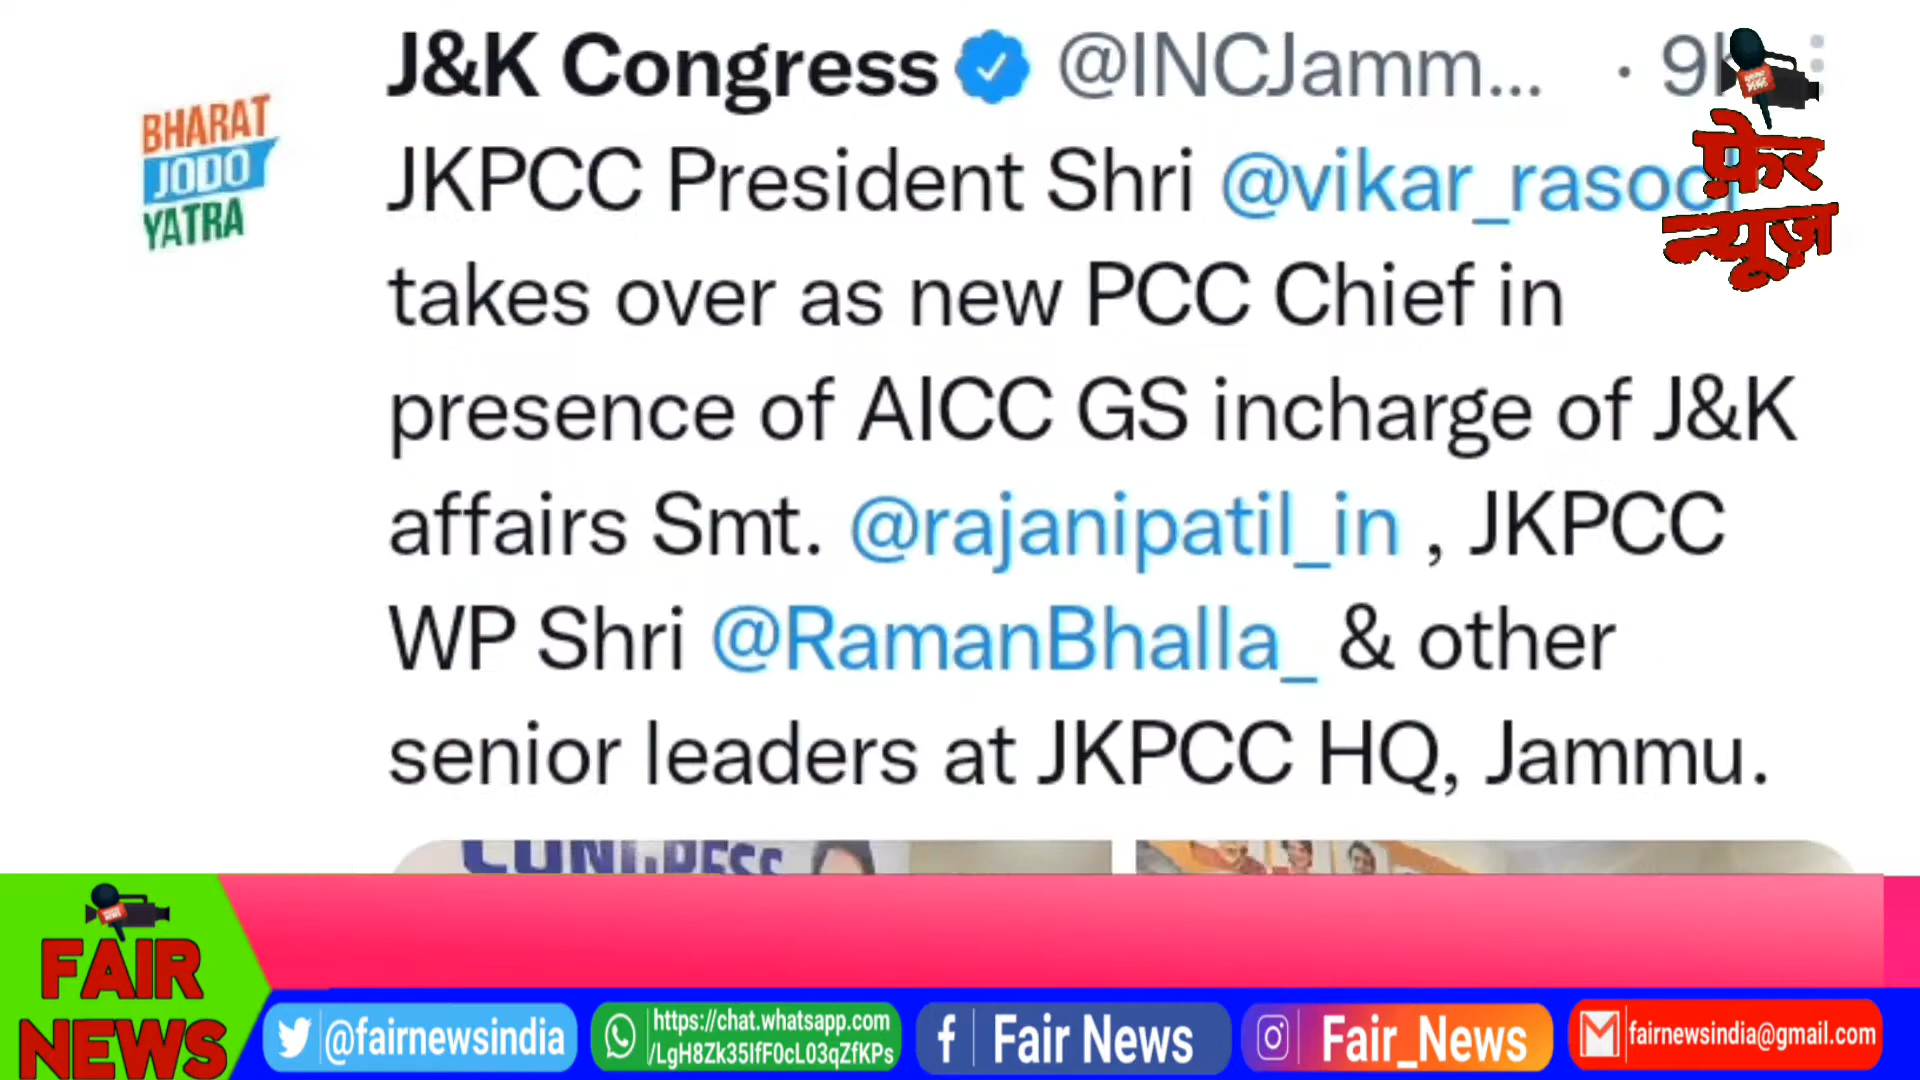 J&K Congress @INCJamm... · 9h
BHARAT
JODO
YATRA
JKPCC President Shri @vikar_rasool
takes over as new PCC Chief in
presence of AICC GS incharge of J&K
affairs Smt. @rajanipatil_in , JKPCC
WP Shri @RamanBhalla_ & other
senior leaders at JKPCC HQ, Jammu.
फ़ेर
न्यूज़
CONGRESS
FAIR
NEWS
@fairnewsindia
https://chat.whatsapp.com
/LgH8Zk35IfF0cL03qZfKPs
Fair News
Fair_News
fairnewsindia@gmail.com